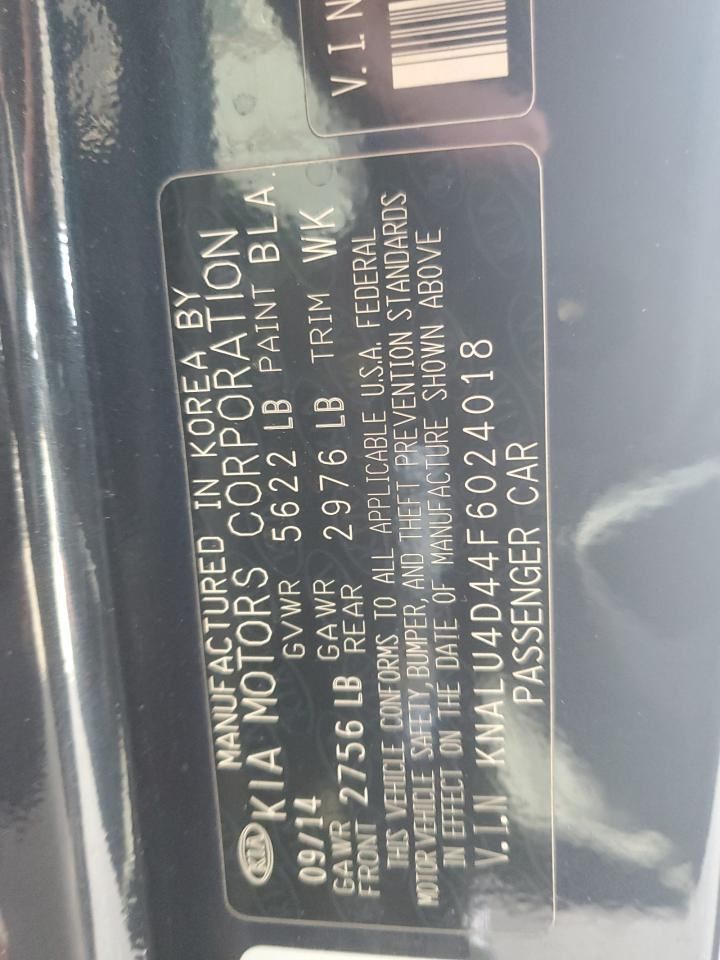 V.I.N
KIA
MANUFACTURED IN KOREA BY
KIA MOTORS CORPORATION
09/14 GVWR 5622 LB PAINT BLA.
GAWR FRONT 2756 LB GAWR REAR 2976 LB TRIM WK
THIS VEHICLE CONFORMS TO ALL APPLICABLE U.S.A. FEDERAL
MOTOR VEHICLE SAFETY, BUMPER, AND THEFT PREVENTION STANDARDS
IN EFFECT ON THE DATE OF MANUFACTURE SHOWN ABOVE
V.I.N KNALU4D44F6024018
PASSENGER CAR